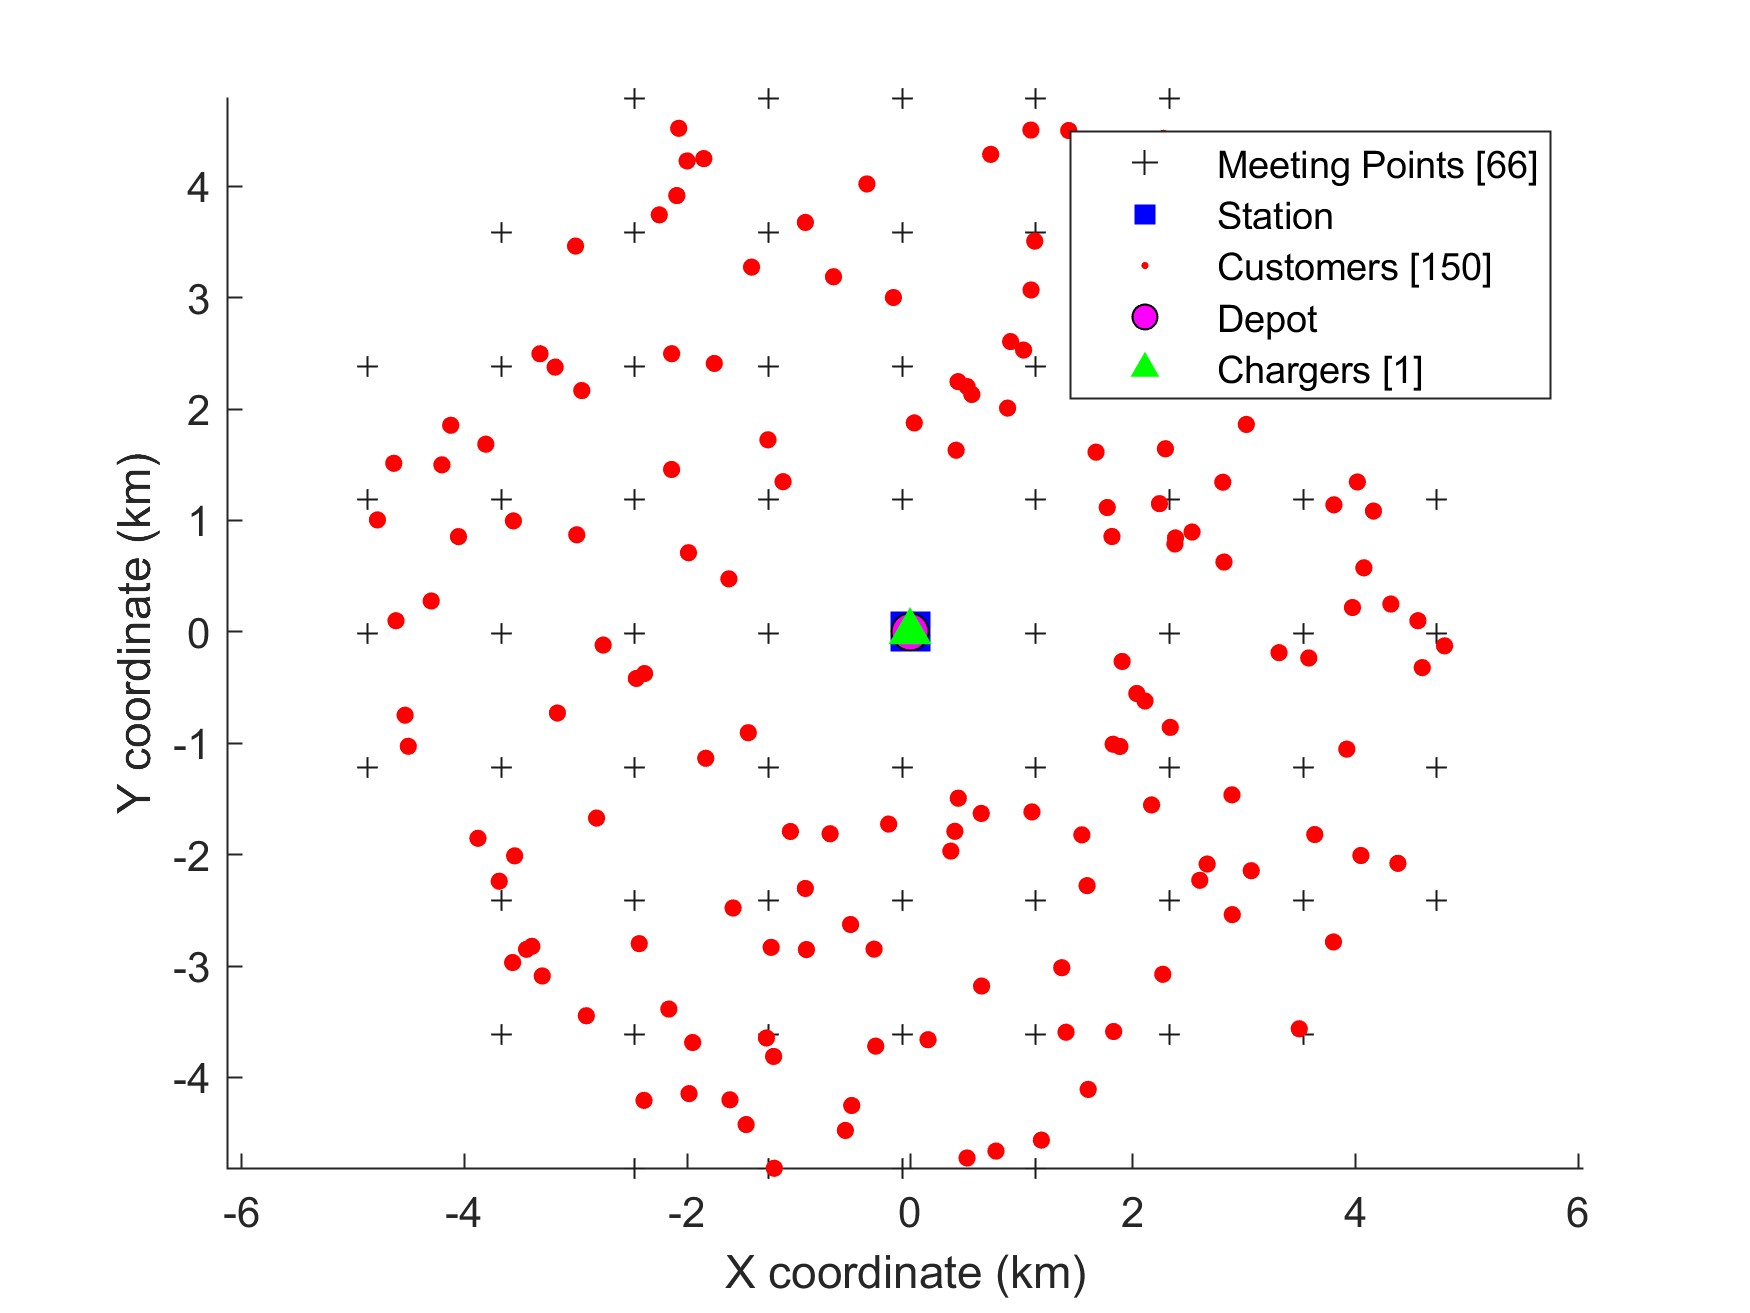 Meeting Points [66]
Station
Customers [150]
Depot
Chargers [1]
4
3
2
1
0
-1
-2
-3
-4
Y coordinate (km)
-6 -4 -2 0 2 4 6
X coordinate (km)